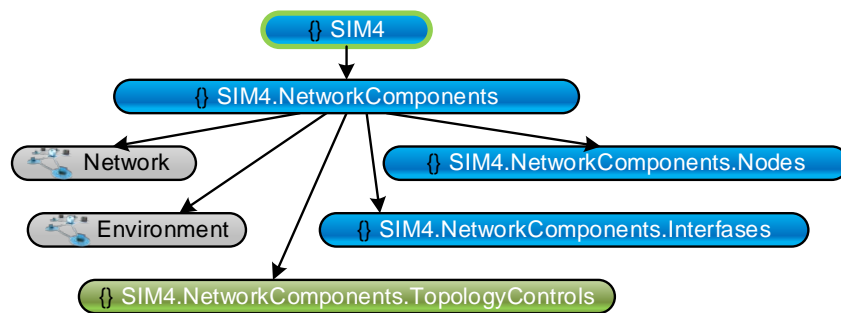 {} SIM4
{} SIM4.NetworkComponents
Network
{} SIM4.NetworkComponents.Nodes
Environment
{} SIM4.NetworkComponents.Interfases
{} SIM4.NetworkComponents.TopologyControls